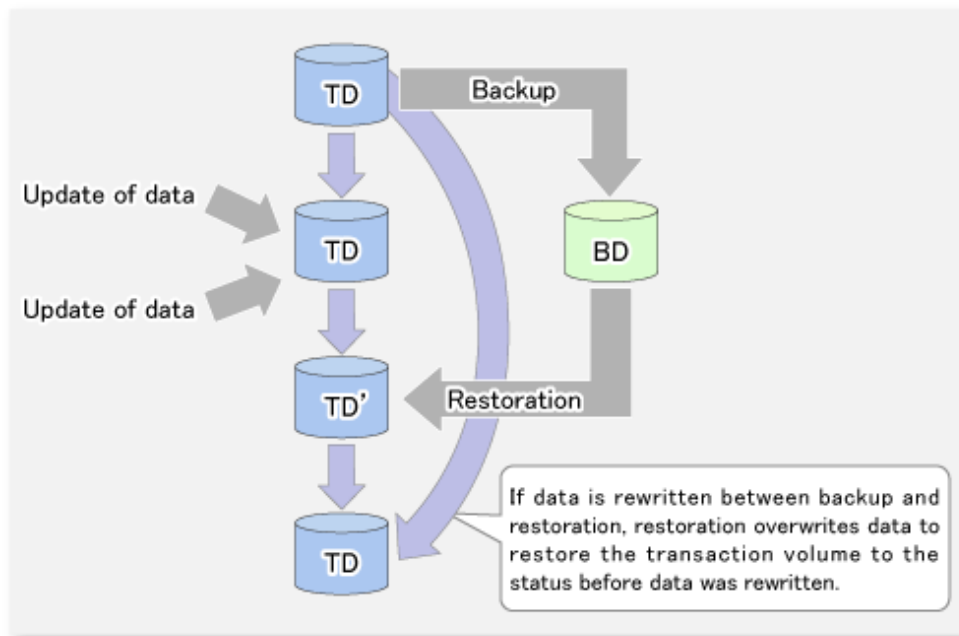 TD
Backup
Update of data
TD
BD
Update of data
TD’
Restoration
If data is rewritten between backup and
restoration, restoration overwrites data to
restore the transaction volume to the
status before data was rewritten.
TD